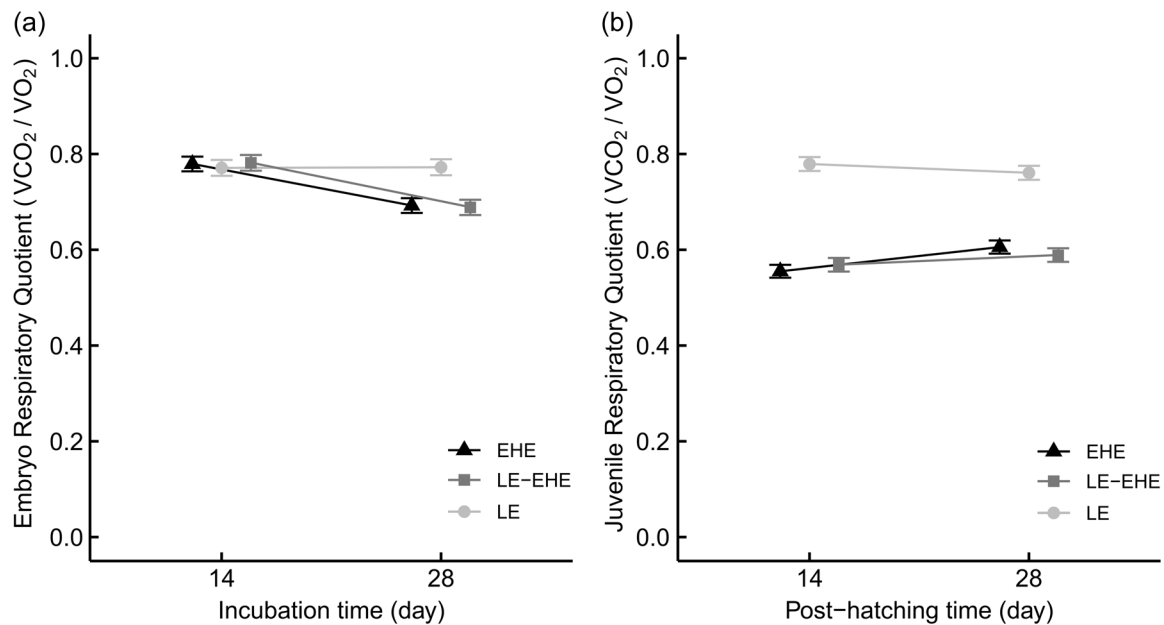 (a)
Embryo Respiratory Quotient ( VCO₂ / VO₂)
1.0
0.8
0.6
0.4
0.2
0.0
EHE
LE−EHE
LE
14
28
Incubation time (day)
(b)
Juvenile Respiratory Quotient ( VCO₂ / VO₂)
1.0
0.8
0.6
0.4
0.2
0.0
EHE
LE−EHE
LE
14
28
Post−hatching time (day)